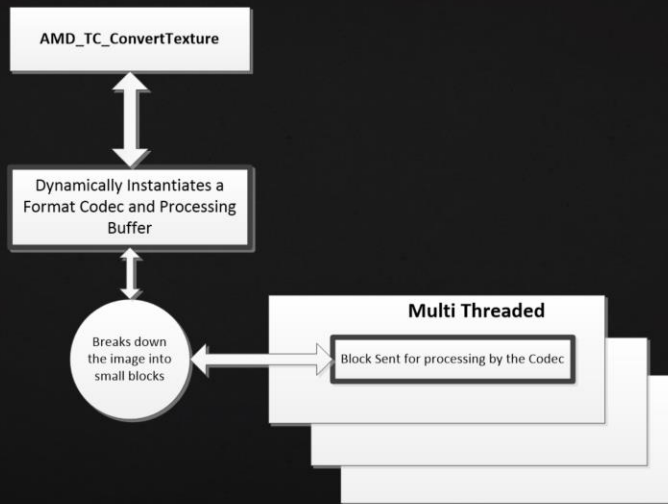 AMD_TC_ConvertTexture
Dynamically Instantiates a
Format Codec and Processing
Buffer
Breaks down
the image into
small blocks
Multi Threaded
Block Sent for processing by the Codec